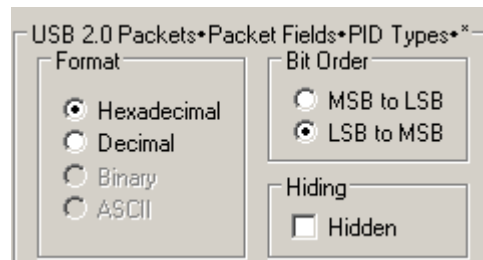 USB 2.0 Packets•Packet Fields•PID Types•*
Format
Hexadecimal
Decimal
Binary
ASCII
Bit Order
MSB to LSB
LSB to MSB
Hiding
Hidden